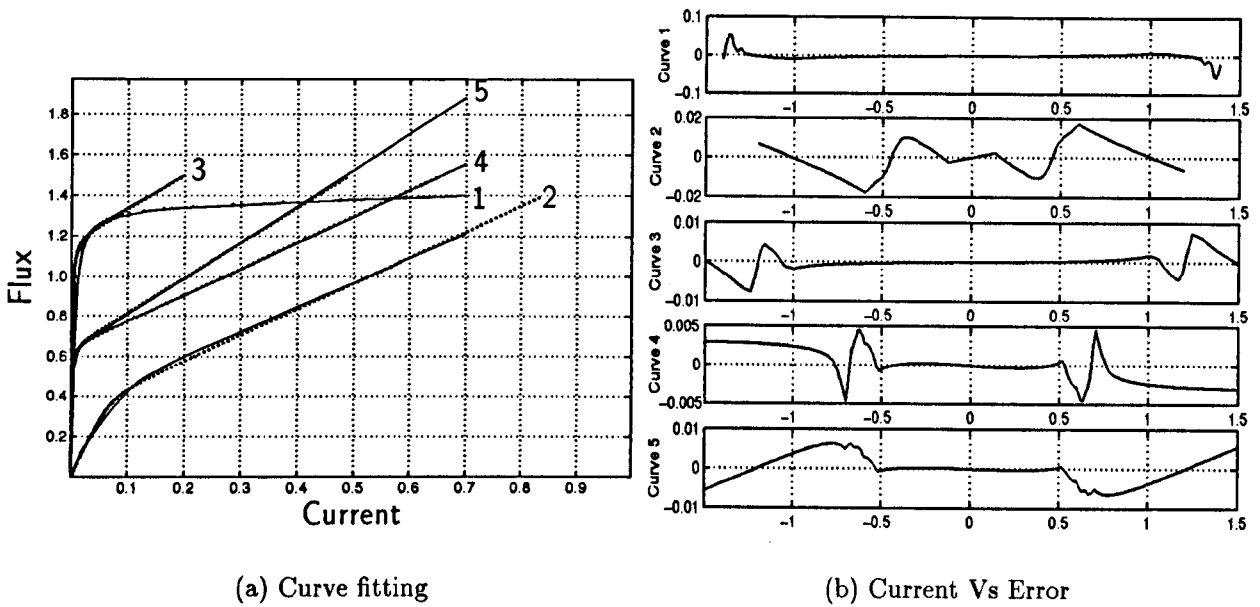 1.8
1.6
1.4
1.2
1.0
0.8
0.6
0.4
0.2
Flux
5
4
3
1
2
0.1 0.2 0.3 0.4 0.5 0.6 0.7 0.8 0.9
Current
(a) Curve fitting
0.1
0
−0.1
Curve 1
−1 −0.5 0 0.5 1 1.5
0.02
0
−0.02
Curve 2
−1 −0.5 0 0.5 1 1.5
0.01
0
−0.01
Curve 3
−1 −0.5 0 0.5 1 1.5
0.005
0
−0.005
Curve 4
−1 −0.5 0 0.5 1 1.5
0.01
0
−0.01
Curve 5
−1 −0.5 0 0.5 1 1.5
(b) Current Vs Error